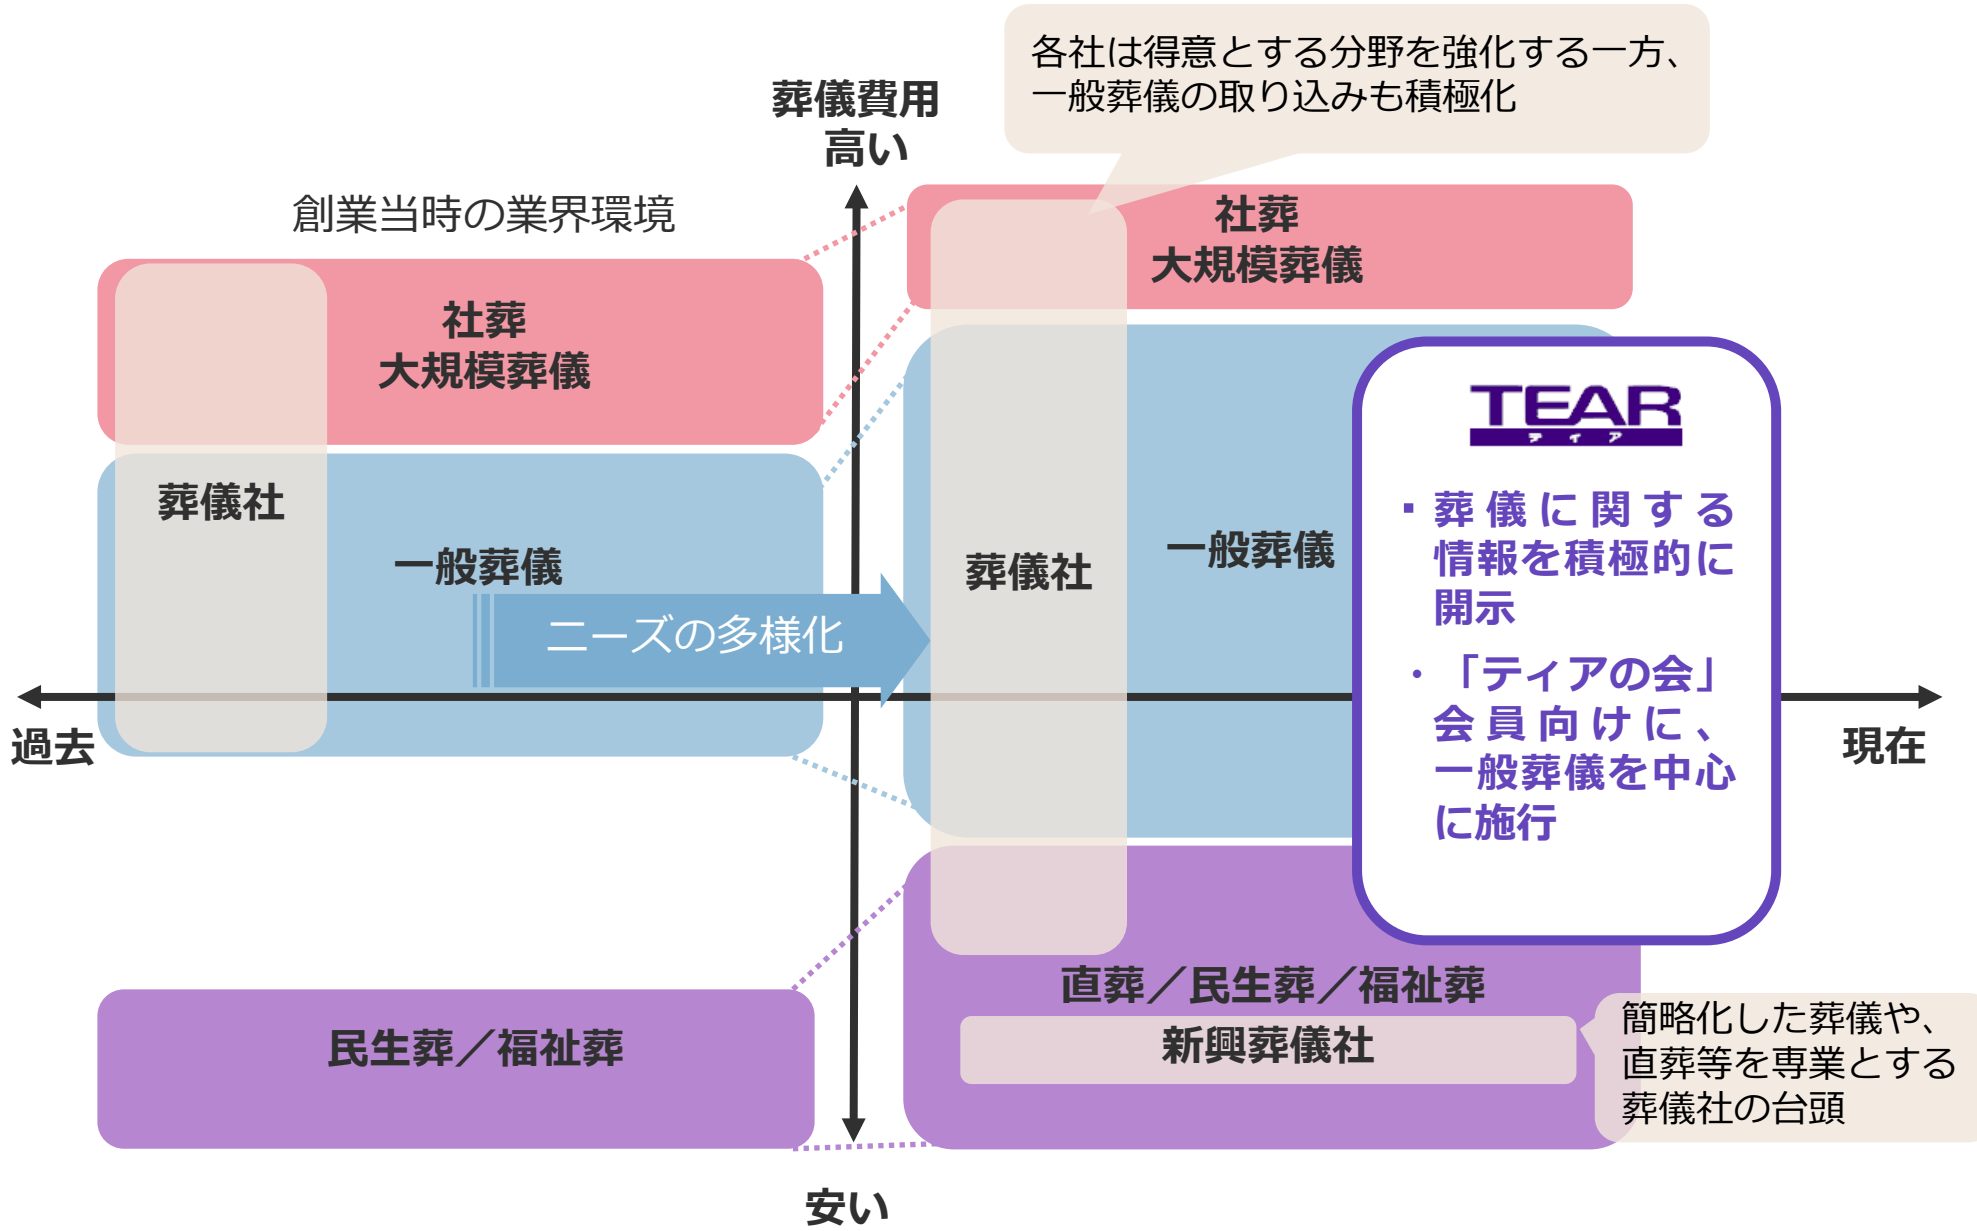 各社は得意とする分野を強化する一方、
一般葬儀の取り込みも積極化
葬儀費用
高い
創業当時の業界環境
社葬
大規模葬儀
葬儀社
一般葬儀
ニーズの多様化
民生葬／福祉葬
過去
社葬
大規模葬儀
葬儀社
一般葬儀
TEAR
ティア
▪葬儀に関する
情報を積極的に
開示
・「ティアの会」
会員向けに、
一般葬儀を中心
に施行
現在
直葬／民生葬／福祉葬
新興葬儀社
簡略化した葬儀や、
直葬等を専業とする
葬儀社の台頭
安い